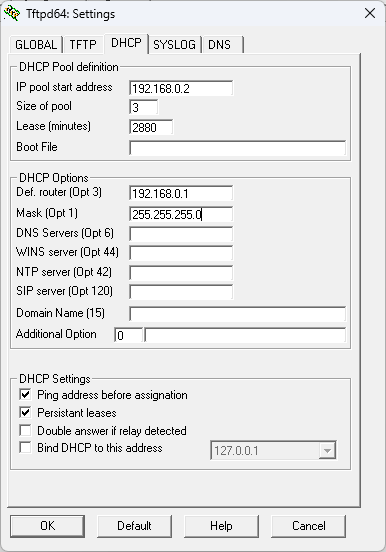 Tftpd64: Settings
GLOBAL TFTP DHCP SYSLOG DNS
DHCP Pool definition
IP pool start address 192.168.0.2
Size of pool 3
Lease (minutes) 2880
Boot File
DHCP Options
Def. router (Opt 3) 192.168.0.1
Mask (Opt 1) 255.255.255.0
DNS Servers (Opt 6)
WINS server (Opt 44)
NTP server (Opt 42)
SIP server (Opt 120)
Domain Name (15)
Additional Option 0
DHCP Settings
Ping address before assignation
Persistant leases
Double answer if relay detected
Bind DHCP to this address 127.0.0.1
OK Default Help Cancel